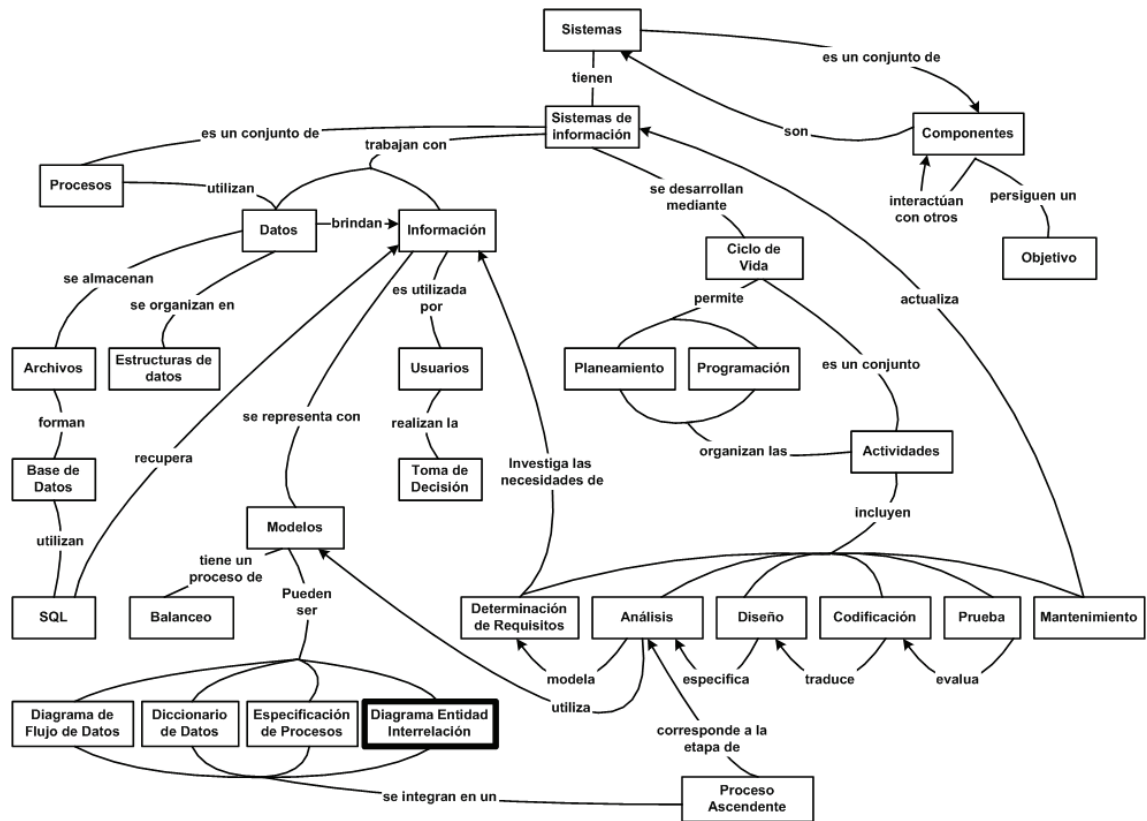 Sistemas
es un conjunto de
tienen
Sistemas de
información
Componentes
son
es un conjunto de
trabajan con
Procesos
utilizan
se desarrollan
mediante
interactúan
con otros
persiguen un
Datos
brindan
Información
Ciclo de
Vida
Objetivo
se almacenan
se organizan en
es utilizada
por
permite
actualiza
Archivos
Estructuras de
datos
Usuarios
Planeamiento
Programación
es un conjunto
forman
se representa con
realizan la
recupera
organizan las
Actividades
Base de
Datos
Toma de
Decisión
Investiga las
necesidades de
Modelos
incluyen
utilizan
tiene un
proceso de
Pueden
ser
SQL
Balanceo
Determinación
de Requisitos
Análisis
Diseño
Codificación
Prueba
Mantenimiento
modela
especifica
traduce
evalua
utiliza
Diagrama de
Flujo de Datos
Diccionario
de Datos
Especificación
de Procesos
Diagrama Entidad
Interrelación
corresponde a la
etapa de
se integran en un
Proceso
Ascendente